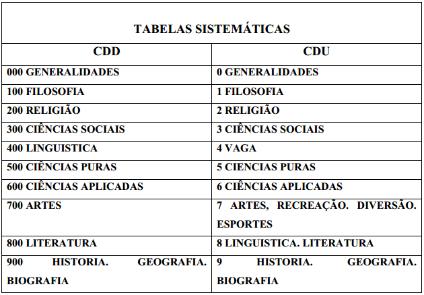 TABELAS SISTEMÁTICAS
CDD CDU
000 GENERALIDADES 0 GENERALIDADES
100 FILOSOFIA 1 FILOSOFIA
200 RELIGIÃO 2 RELIGIÃO
300 CIÊNCIAS SOCIAIS 3 CIÊNCIAS SOCIAIS
400 LINGUISTICA 4 VAGA
500 CIÊNCIAS PURAS 5 CIENCIAS PURAS
600 CIÊNCIAS APLICADAS 6 CIÊNCIAS APLICADAS
700 ARTES 7 ARTES, RECREAÇÃO. DIVERSÃO.
ESPORTES
800 LITERATURA 8 LINGUISTICA. LITERATURA
900 HISTORIA. GEOGRAFIA. 9 HISTORIA. GEOGRAFIA.
BIOGRAFIA BIOGRAFIA